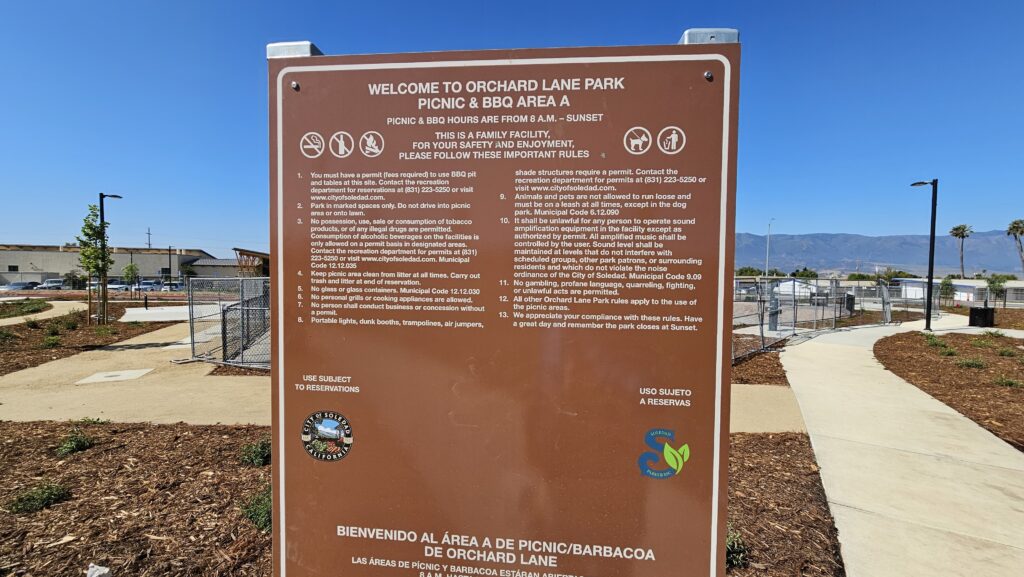 WELCOME TO ORCHARD LANE PARK
PICNIC & BBQ AREA A
PICNIC & BBQ HOURS ARE FROM 8 A.M. – SUNSET
THIS IS A FAMILY FACILITY,
FOR YOUR SAFETY AND ENJOYMENT,
PLEASE FOLLOW THESE IMPORTANT RULES
1. You must have a permit (fees required) to use BBQ pit
and tables at this site. Contact the recreation
department for reservations at (831) 223-5250 or visit
www.cityofsoledad.com.
2. Park in marked spaces only. Do not drive into picnic
area or onto lawn.
3. No possession, use, sale or consumption of tobacco
products, or of any illegal drugs are permitted.
Consumption of alcoholic beverages on the facilities is
only allowed on a permit basis in designated areas.
Contact the recreation department for permits at (831)
223-5250 or visit www.cityofsoledad.com. Municipal
Code 12.12.035
4. Keep picnic area clean from litter at all times. Carry out
trash and litter at end of reservation.
5. No glass or glass containers. Municipal Code 12.12.030
6. No personal grills or cooking appliances are allowed.
7. No person shall conduct business or concession without
a permit.
8. Portable lights, dunk booths, trampolines, air jumpers,
shade structures require a permit. Contact the
recreation department for permits at (831) 223-5250 or
visit www.cityofsoledad.com.
9. Animals and pets are not allowed to run loose and
must be on a leash at all times, except in the dog
park. Municipal Code 6.12.090
10. It shall be unlawful for any person to operate sound
amplification equipment in the facility except as
authorized by permit. All amplified music shall be
controlled by the user. Sound level shall be
maintained at levels that do not interfere with
scheduled groups, other park patrons, or surrounding
residents and which do not violate the noise
ordinance of the City of Soledad. Municipal Code 9.09
11. No gambling, profane language, quarreling, fighting,
or unlawful acts are permitted.
12. All other Orchard Lane Park rules apply to the use of
the picnic areas.
13. We appreciate your compliance with these rules. Have
a great day and remember the park closes at Sunset.
USE SUBJECT
TO RESERVATIONS
USO SUJETO
A RESERVAS
CITY OF SOLEDAD
CALIFORNIA
SOLEDAD
S
BIENVENIDO AL ÁREA A DE PICNIC/BARBACOA
DE ORCHARD LANE
LAS ÁREAS DE PICNIC Y BARBACOA ESTARÁN